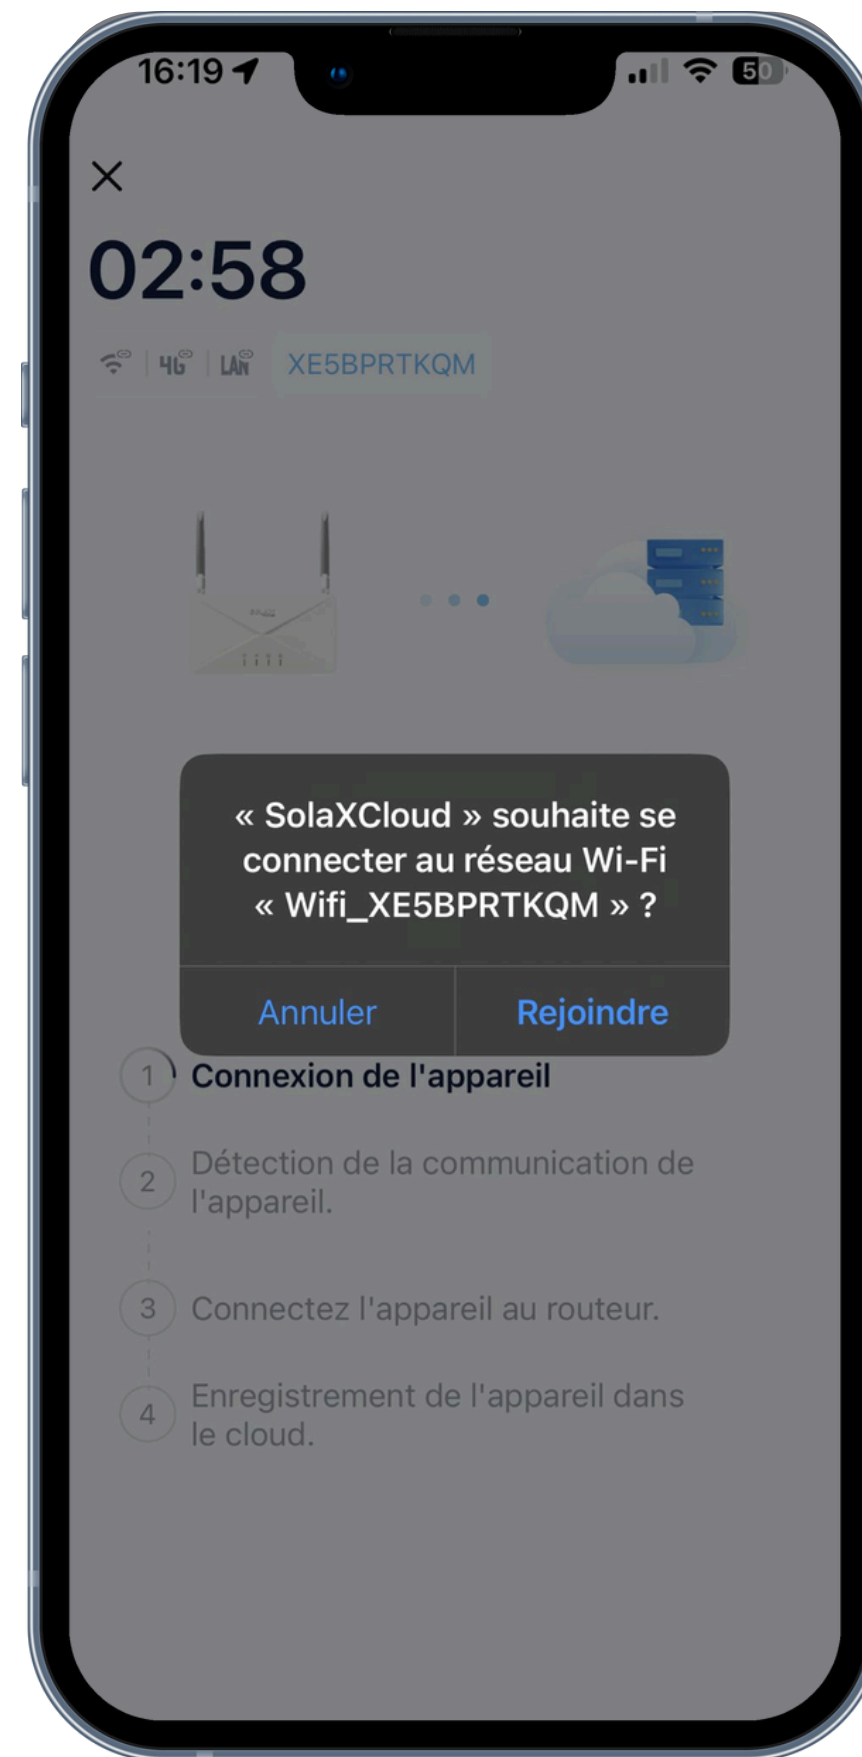 16:19
50
02:58
4G LAN XE5BPRTKQM
« SolaXCloud » souhaite se
connecter au réseau Wi-Fi
« Wifi_XE5BPRTKQM » ?
Annuler Rejoindre
1 Connexion de l'appareil
2 Détection de la communication de
l'appareil.
3 Connectez l'appareil au routeur.
4 Enregistrement de l'appareil dans
le cloud.